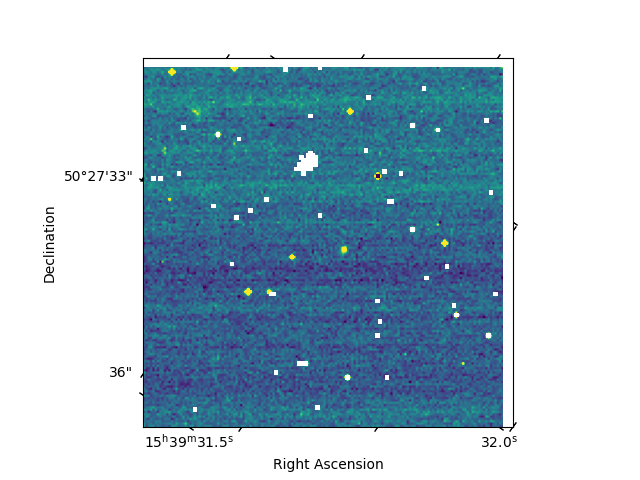 50°27'33"
Declination
36"
15ʰ39ᵐ31.5ˢ
32.0ˢ
Right Ascension